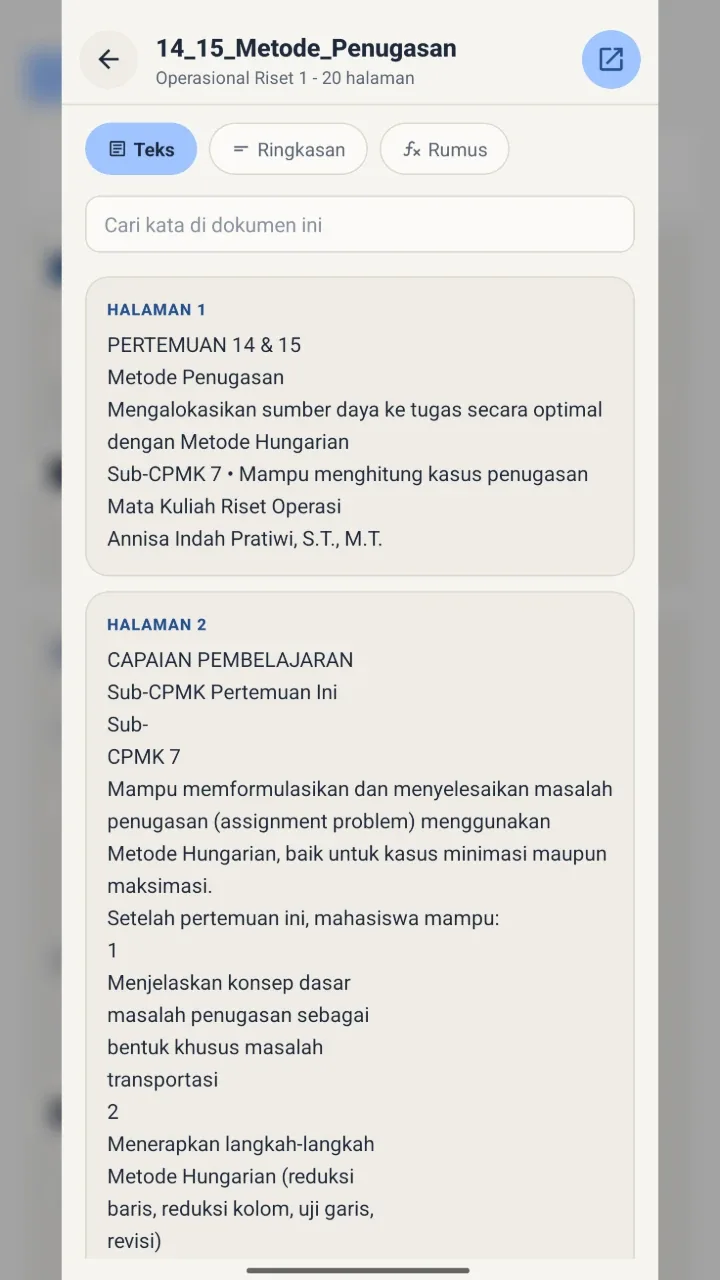 14_15_Metode_Penugasan
Operasional Riset 1 - 20 halaman
Teks
Ringkasan
fx Rumus
Cari kata di dokumen ini
HALAMAN 1
PERTEMUAN 14 & 15
Metode Penugasan
Mengalokasikan sumber daya ke tugas secara optimal
dengan Metode Hungarian
Sub-CPMK 7 • Mampu menghitung kasus penugasan
Mata Kuliah Riset Operasi
Annisa Indah Pratiwi, S.T., M.T.
HALAMAN 2
CAPAIAN PEMBELAJARAN
Sub-CPMK Pertemuan Ini
Sub-
CPMK 7
Mampu memformulasikan dan menyelesaikan masalah
penugasan (assignment problem) menggunakan
Metode Hungarian, baik untuk kasus minimasi maupun
maksimasi.
Setelah pertemuan ini, mahasiswa mampu:
1
Menjelaskan konsep dasar
masalah penugasan sebagai
bentuk khusus masalah
transportasi
2
Menerapkan langkah-langkah
Metode Hungarian (reduksi
baris, reduksi kolom, uji garis,
revisi)